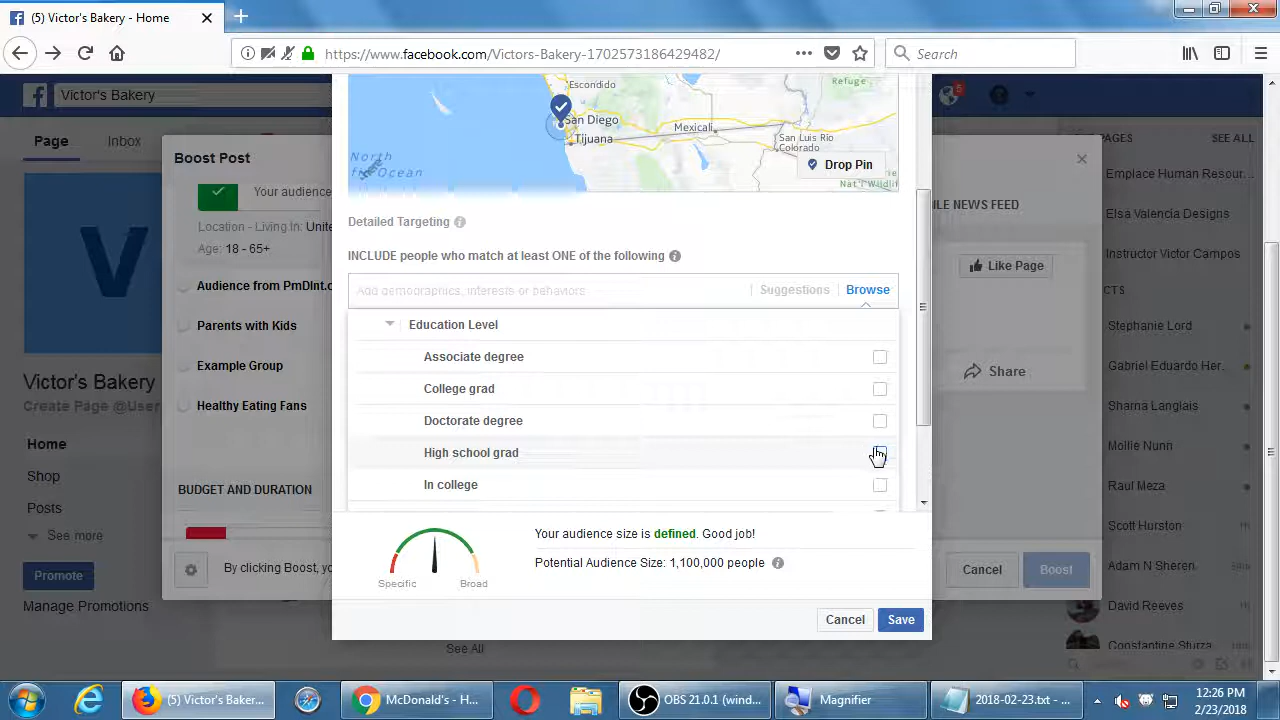 (5) Victor's Bakery - Home
https://www.facebook.com/Victors-Bakery-1702573186429482/
Search
Victor's Bakery
5
Page
Inbox
PAGES
SEE ALL
Emplace Human Resour...
Elsa Valencia Designs
Instructor Victor Campos
Stephanie Lord
Gabriel Eduardo Her...
Sharna Langlais
Mollie Nunn
Raul Meza
Scott Hurston
Adam N Sheren
David Reeves
Constantine Sturza
V
Victor's Bakery
Create Page @User
Home
Shop
Posts
See more
Promote
Manage Promotions
See All
Boost Post
Your audience
Location - Living In: Unite
Age: 18 - 65+
Audience from PmDInt.c
Parents with Kids
Example Group
Healthy Eating Fans
BUDGET AND DURATION
By clicking Boost, yo
NEWS FEED
Like Page
Share
Cancel
Boost
Escondido
San Diego
Tijuana
Mexicali
San Luis Río
Colorado
Refuge
North
Ocean
Nat'l Wildlif
Drop Pin
Detailed Targeting
INCLUDE people who match at least ONE of the following
Add demographics, interests or behaviors
Suggestions
Browse
Education Level
Associate degree
College grad
Doctorate degree
High school grad
In college
Specific
Broad
Your audience size is defined. Good job!
Potential Audience Size: 1,100,000 people
Cancel
Save
(5) Victor's Baker...
McDonald's - H...
OBS 21.0.1 (wind...
Magnifier
2018-02-23.txt - ...
12:26 PM
2/23/2018